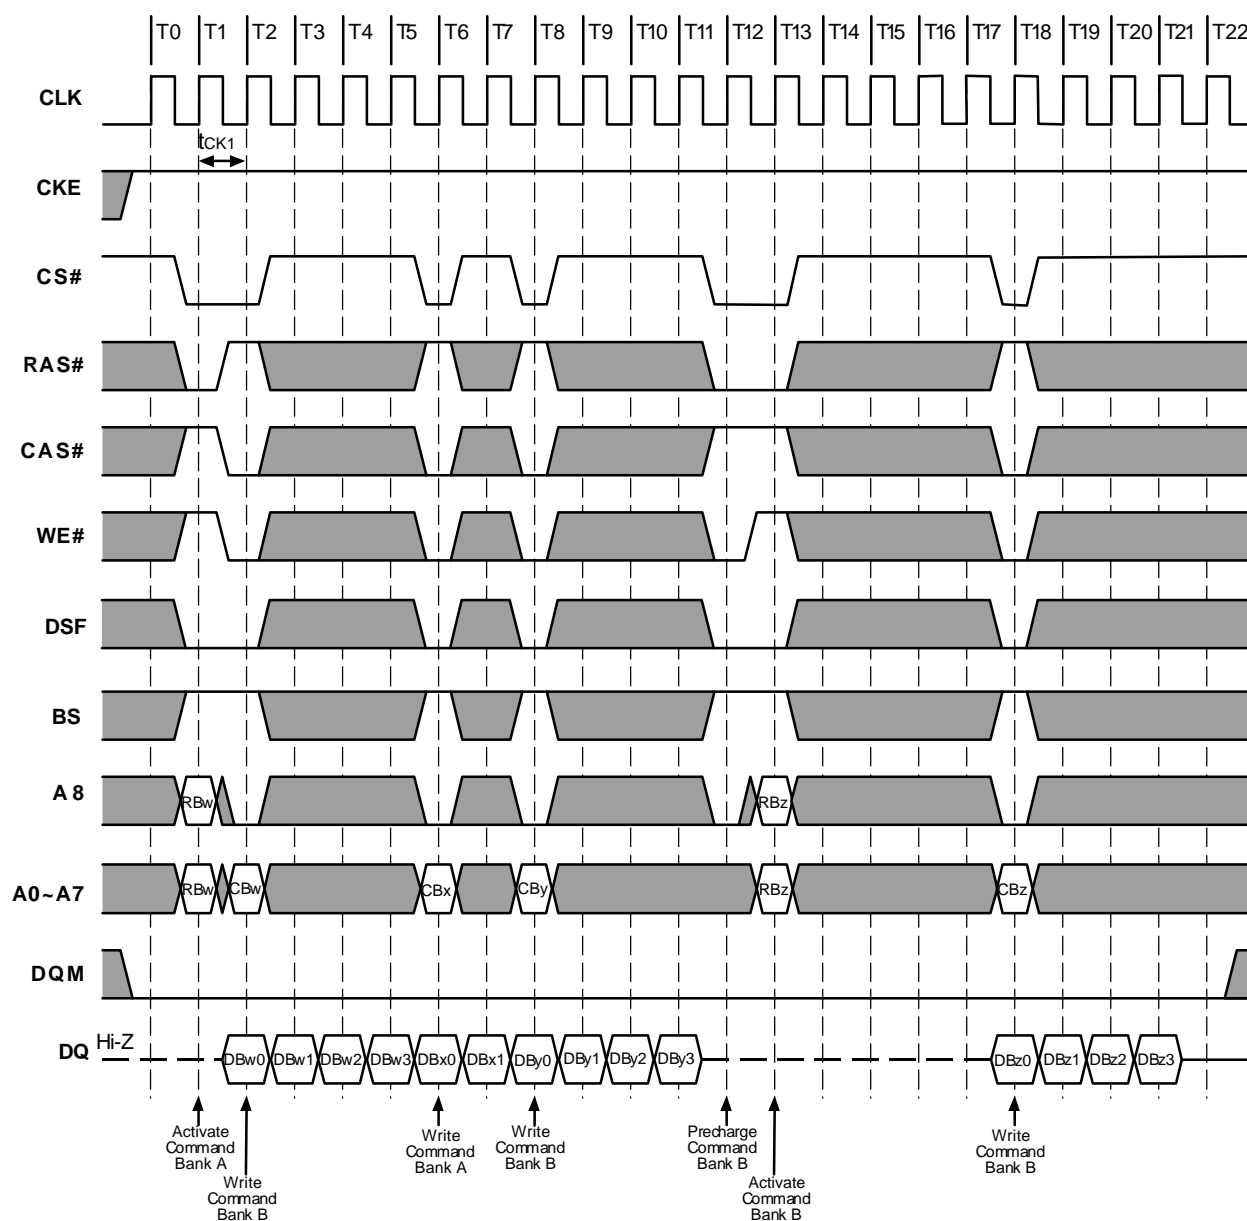 T0 T1 T2 T3 T4 T5 T6 T7 T8 T9 T10 T11 T12 T13 T14 T15 T16 T17 T18 T19 T20 T21 T22
CLK
tCK1
CKE
CS#
RAS#
CAS#
WE#
DSF
BS
A8 RBw RBz
A0~A7 RBw CBw CBx CBy RBz CBz
DQM
DQ Hi-Z DBw0 DBw1 DBw2 DBw3 DBx0 DBx1 DBy0 DBy1 DBy2 DBy3 DBz0 DBz1 DBz2 DBz3
Activate
Command
Bank A
Write
Command
Bank B
Write
Command
Bank A
Write
Command
Bank B
Precharge
Command
Bank B
Activate
Command
Bank B
Write
Command
Bank B